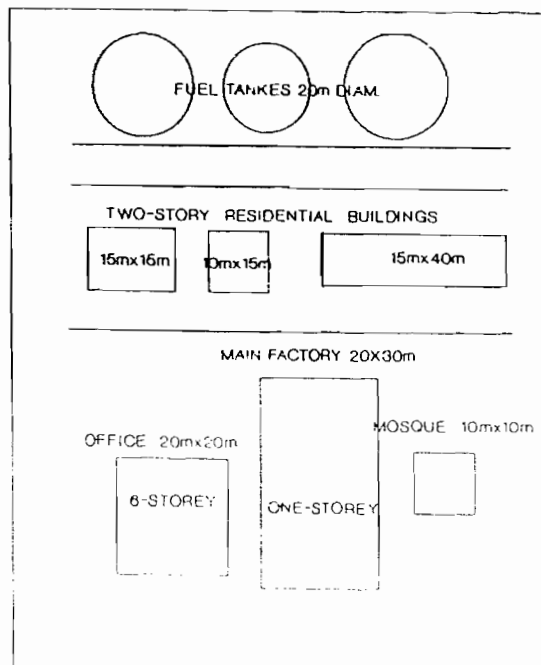 FUEL TANKES 20m DIAM.
TWO-STORY RESIDENTIAL BUILDINGS
15mx15m
10mx15m
15mx40m
MAIN FACTORY 20X30m
MOSQUE 10mx10m
OFFICE 20mx20m
6-STOREY
ONE-STOREY